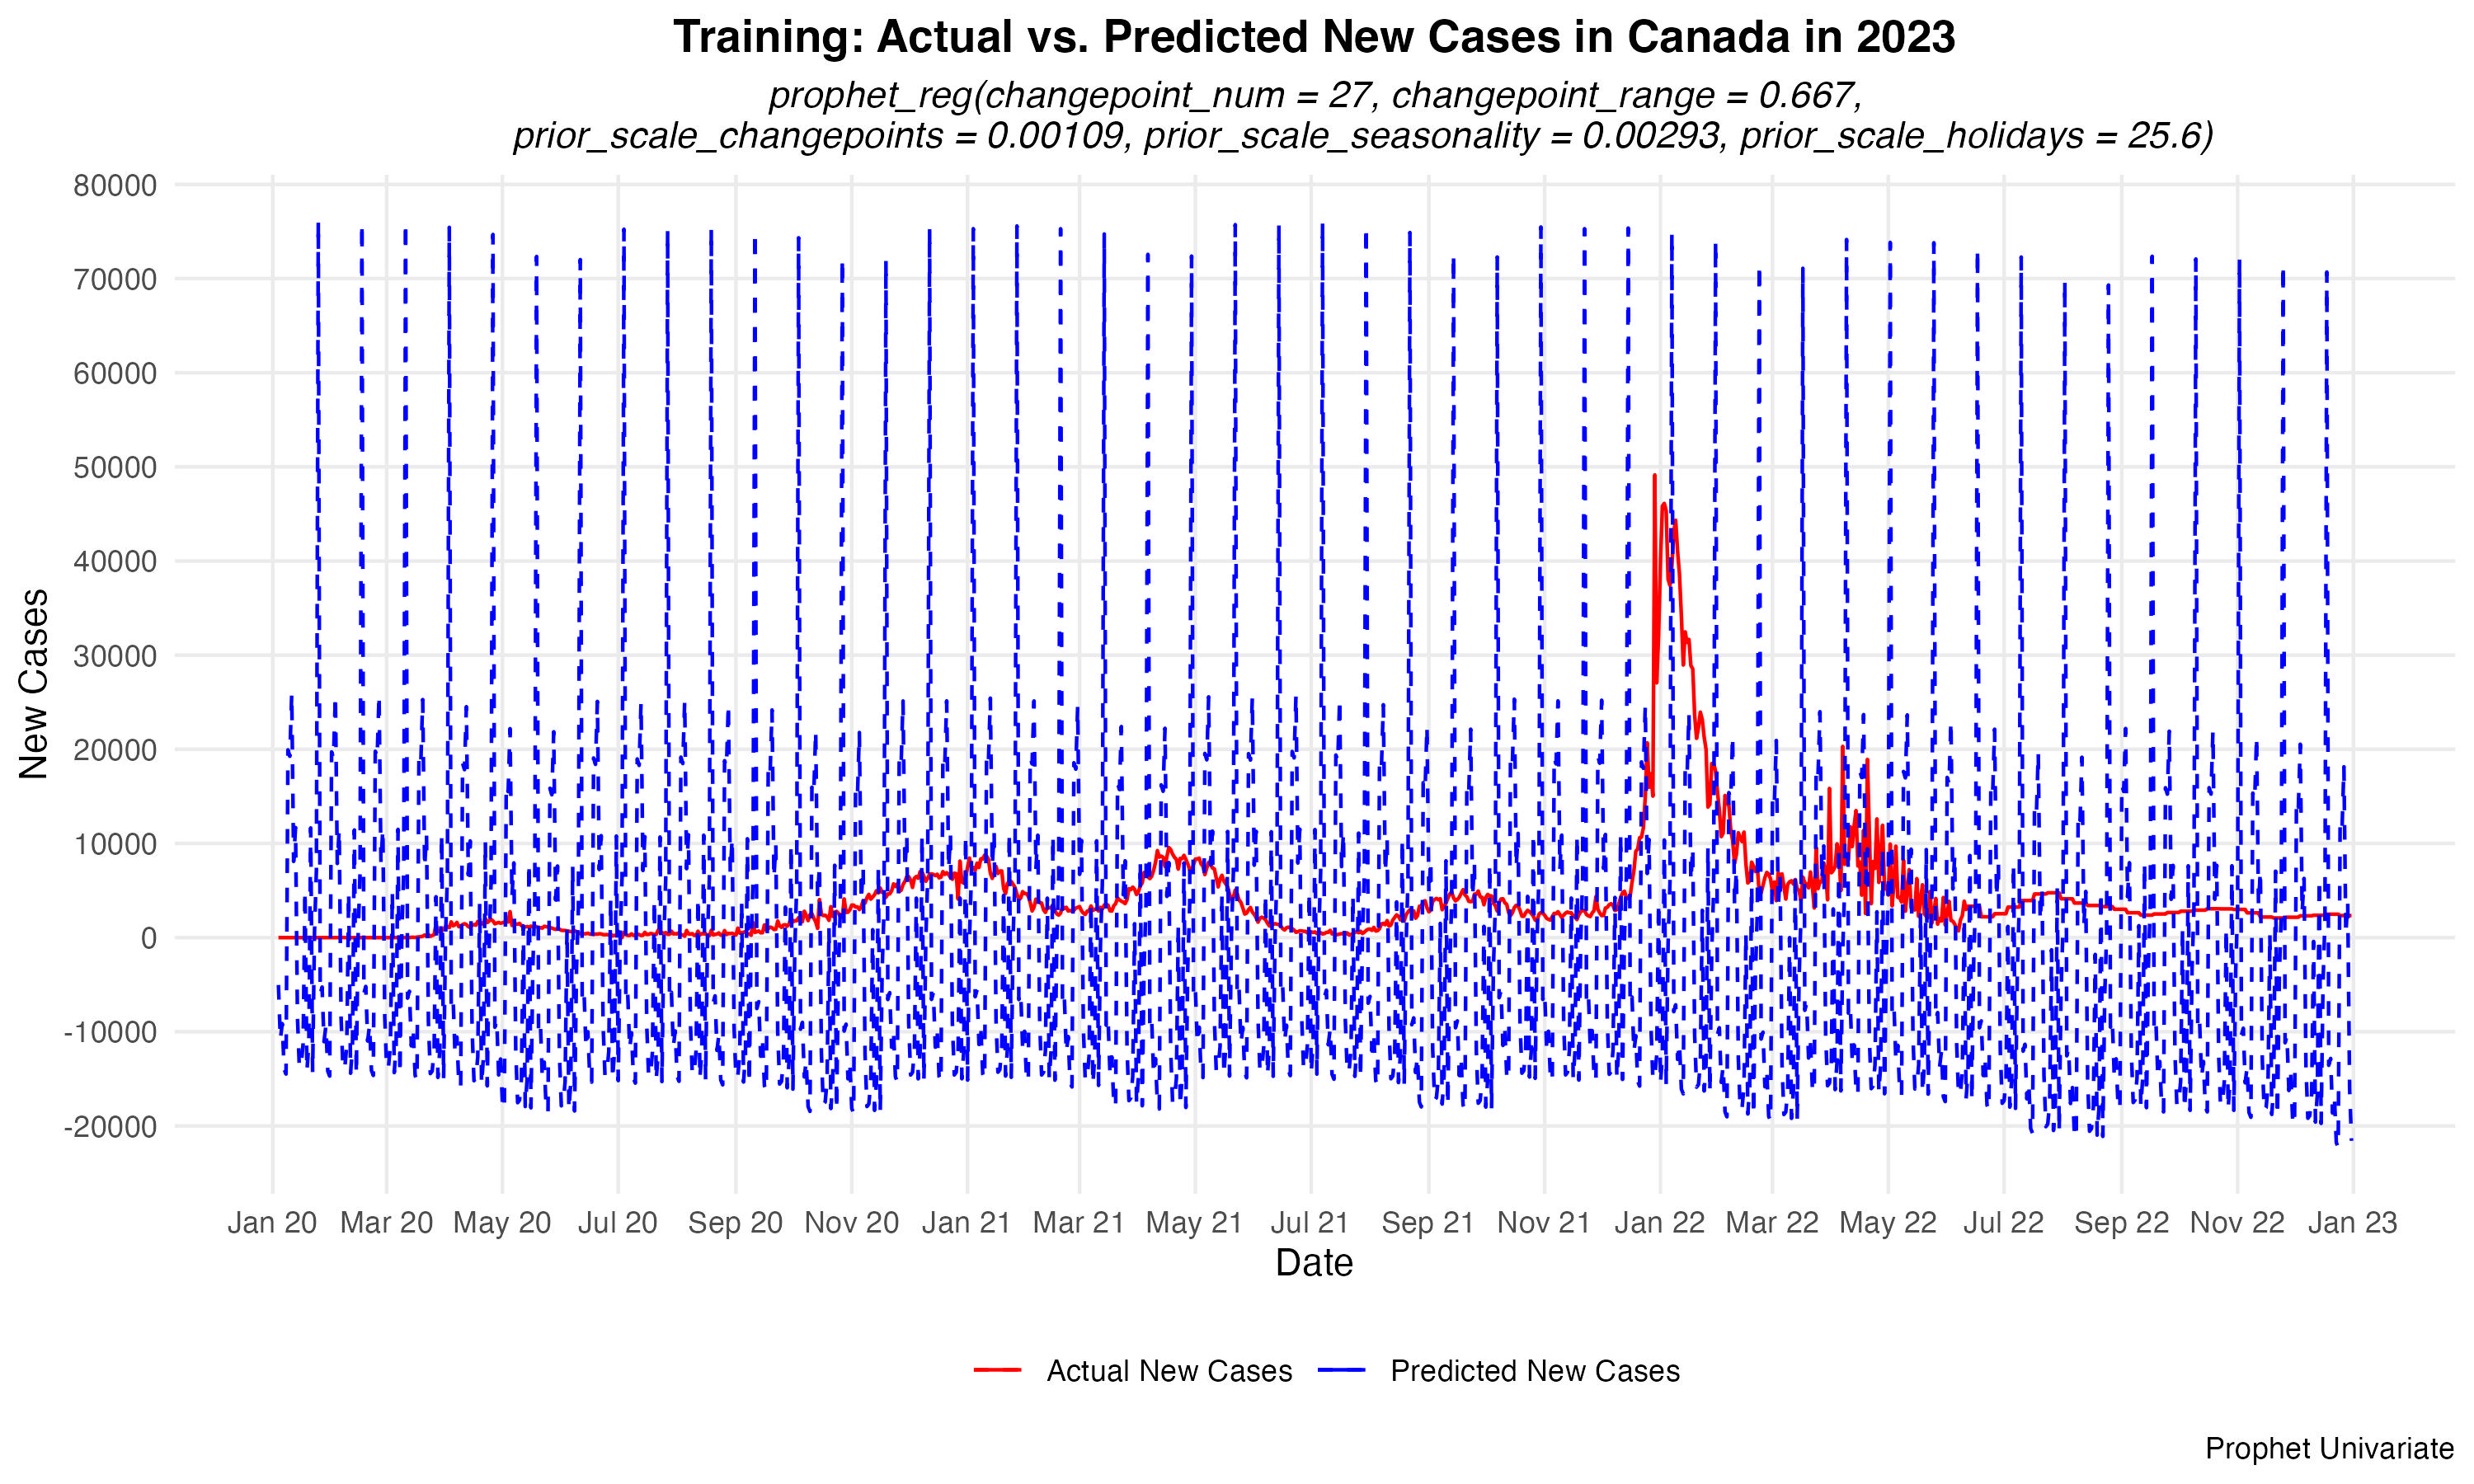 Training: Actual vs. Predicted New Cases in Canada in 2023
prophet_reg(changepoint_num = 27, changepoint_range = 0.667,
prior_scale_changepoints = 0.00109, prior_scale_seasonality = 0.00293, prior_scale_holidays = 25.6)
80000
70000
60000
50000
40000
30000
20000
10000
0
-10000
-20000
New Cases
Jan 20 Mar 20 May 20 Jul 20 Sep 20 Nov 20 Jan 21 Mar 21 May 21 Jul 21 Sep 21 Nov 21 Jan 22 Mar 22 May 22 Jul 22 Sep 22 Nov 22 Jan 23
Date
Actual New Cases Predicted New Cases
Prophet Univariate